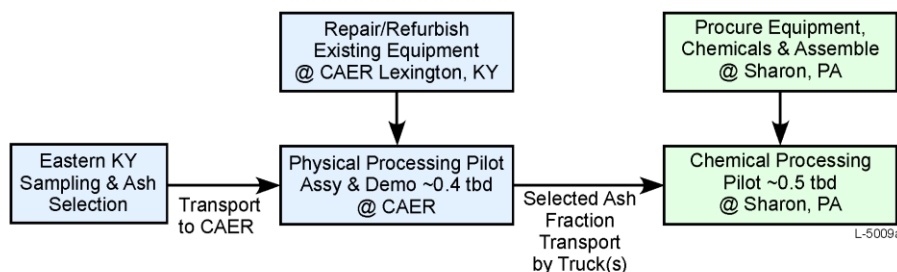 Repair/Refurbish
Existing Equipment
@ CAER Lexington, KY
Procure Equipment,
Chemicals & Assemble
@ Sharon, PA
Eastern KY
Sampling & Ash
Selection
Transport
to CAER
Physical Processing Pilot
Assy & Demo ~0.4 tbd
@ CAER
Selected Ash
Fraction
Transport
by Truck(s)
Chemical Processing
Pilot ~0.5 tbd
@ Sharon, PA
L-5009a